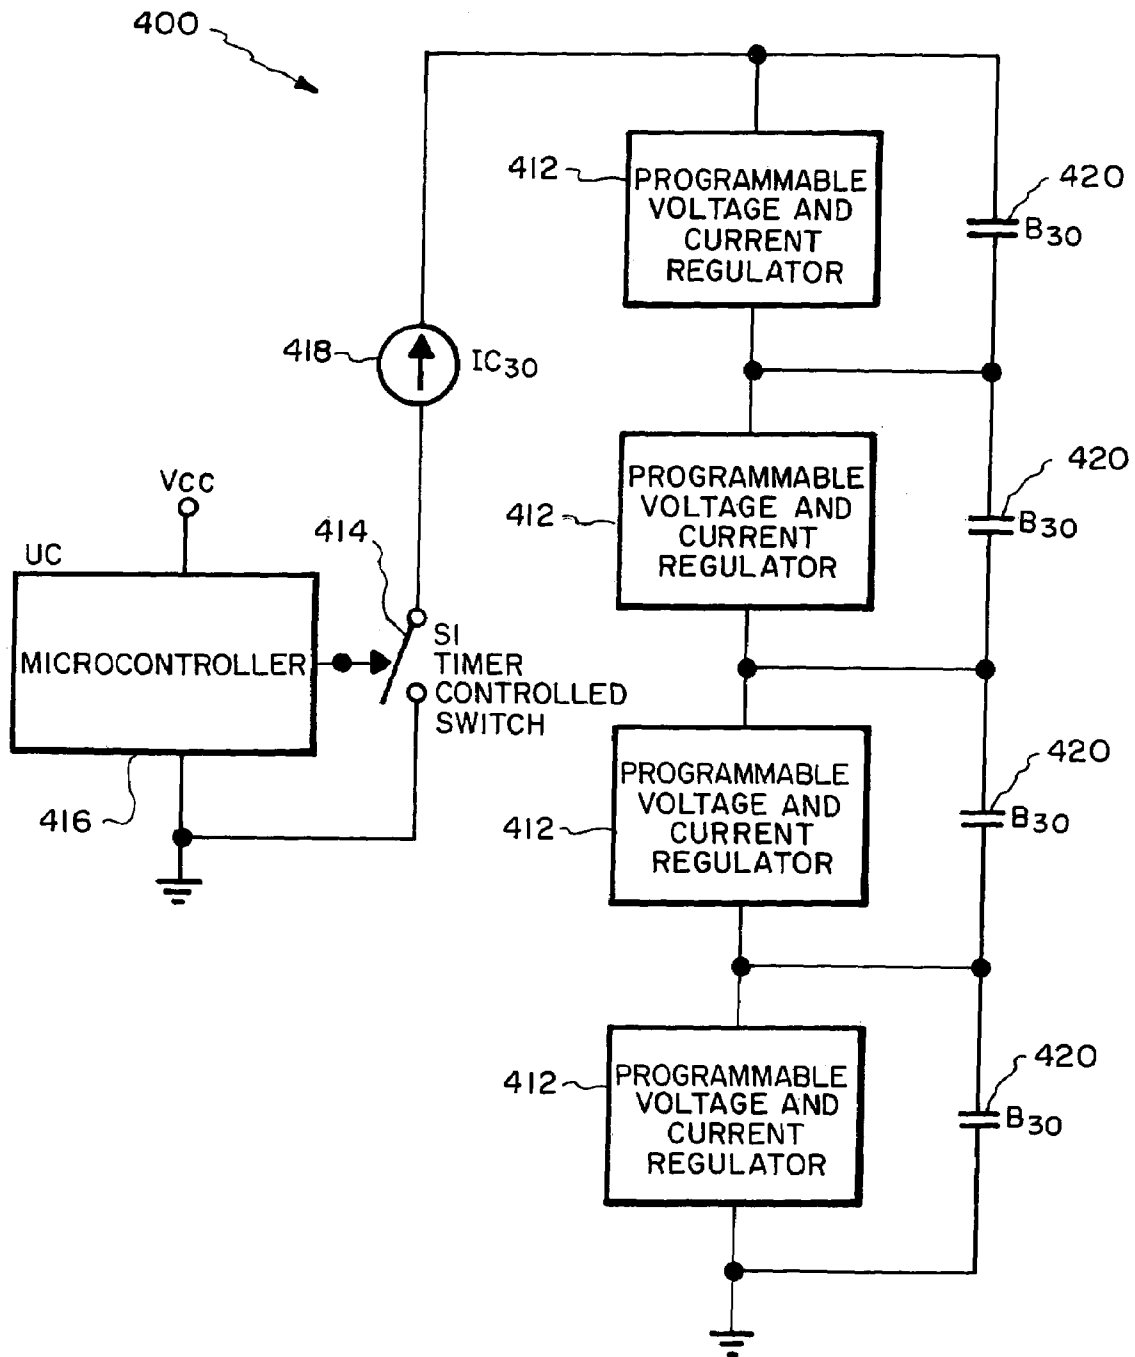 400
412
PROGRAMMABLE
VOLTAGE AND
CURRENT
REGULATOR
420
B30
418
IC30
412
PROGRAMMABLE
VOLTAGE AND
CURRENT
REGULATOR
420
B30
VCC
UC
MICROCONTROLLER
416
414
S1
TIMER
CONTROLLED
SWITCH
412
PROGRAMMABLE
VOLTAGE AND
CURRENT
REGULATOR
420
B30
412
PROGRAMMABLE
VOLTAGE AND
CURRENT
REGULATOR
420
B30